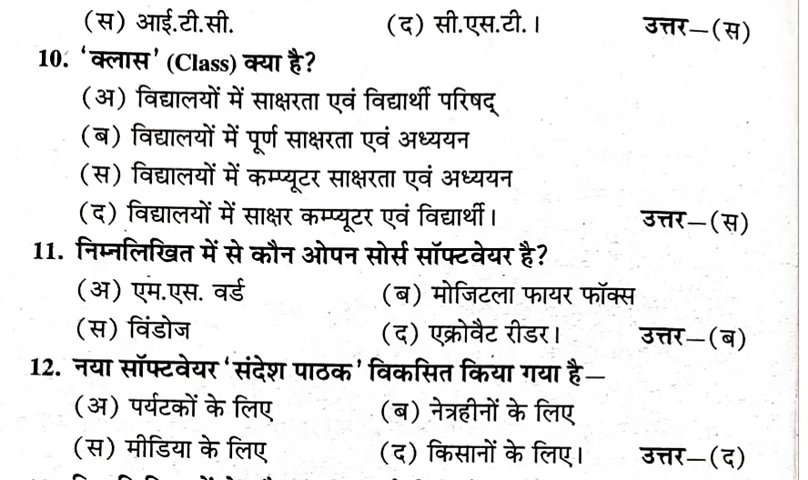 (स) आई.टी.सी. (द) सी.एस.टी.। उत्तर—(स)
10. 'क्लास' (Class) क्या है?
(अ) विद्यालयों में साक्षरता एवं विद्यार्थी परिषद्
(ब) विद्यालयों में पूर्ण साक्षरता एवं अध्ययन
(स) विद्यालयों में कम्प्यूटर साक्षरता एवं अध्ययन
(द) विद्यालयों में साक्षर कम्प्यूटर एवं विद्यार्थी। उत्तर—(स)
11. निम्नलिखित में से कौन ओपन सोर्स सॉफ्टवेयर है?
(अ) एम.एस. वर्ड (ब) मोजिटला फायर फॉक्स
(स) विंडोज (द) एक्रोवैट रीडर। उत्तर—(ब)
12. नया सॉफ्टवेयर 'संदेश पाठक' विकसित किया गया है—
(अ) पर्यटकों के लिए (ब) नेत्रहीनों के लिए
(स) मीडिया के लिए (द) किसानों के लिए। उत्तर—(द)